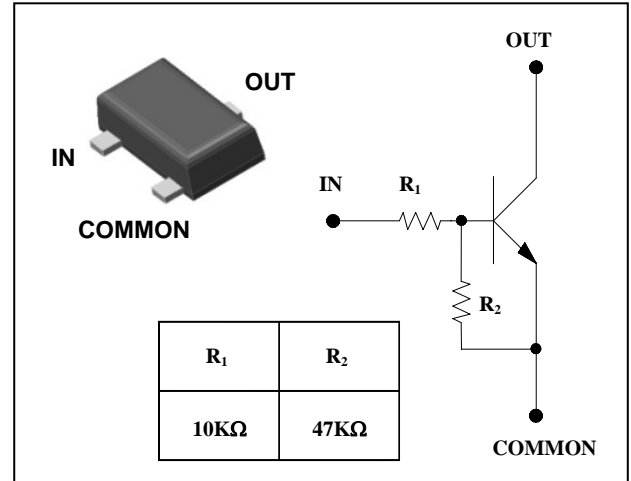 OUT
IN
COMMON
OUT
IN
R₁
R₂
COMMON
R₁ R₂
10KΩ 47KΩ